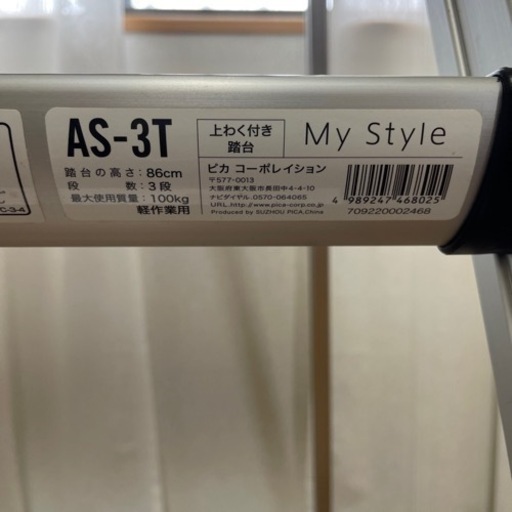 AS-3T
上わく付き
踏台
My Style
踏台の高さ：86cm
段　数：3段
最大使用質量：100kg
軽作業用
ピカ コーポレイション
〒577-0013
大阪府東大阪市長田中4-4-10
ナビダイヤル.0570-064065
URL.http://www.pica-corp.co.jp
Produced by SUZHOU PICA,China
4 989247 468025
709220002468
C-3-4